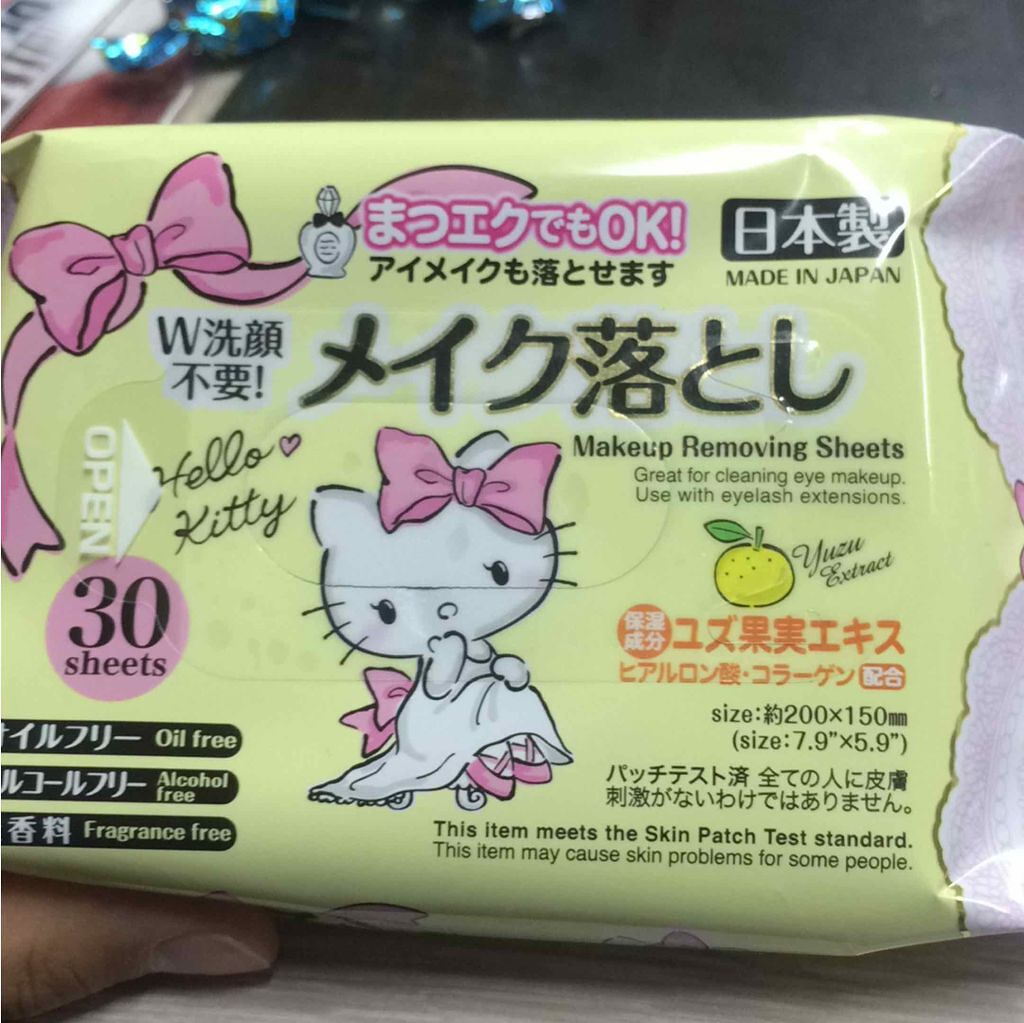 まつエクでもOK!
アイメイクも落とせます
日本製
MADE IN JAPAN
W洗顔
不要!
メイク落とし
Makeup Removing Sheets
Great for cleaning eye makeup.
Use with eyelash extensions.
OPEN
Hello
Kitty
30
sheets
Yuzu
Extract
保湿
成分
ユズ果実エキス
ヒアルロン酸・コラーゲン 配合
size:約200×150㎜
(size:7.9"×5.9")
イルフリー Oil free
ルコールフリー Alcohol
free
香料 Fragrance free
パッチテスト済 全ての人に皮膚
刺激がないわけではありません。
This item meets the Skin Patch Test standard.
This item may cause skin problems for some people.